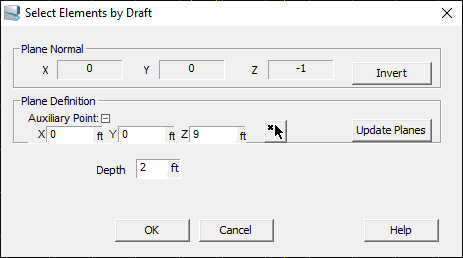 Select Elements by Draft
Plane Normal
X 0 Y 0 Z -1 Invert
Plane Definition
Auxiliary Point:
X 0 ft Y 0 ft Z 9 ft Update Planes
Depth 2 ft
OK Cancel Help